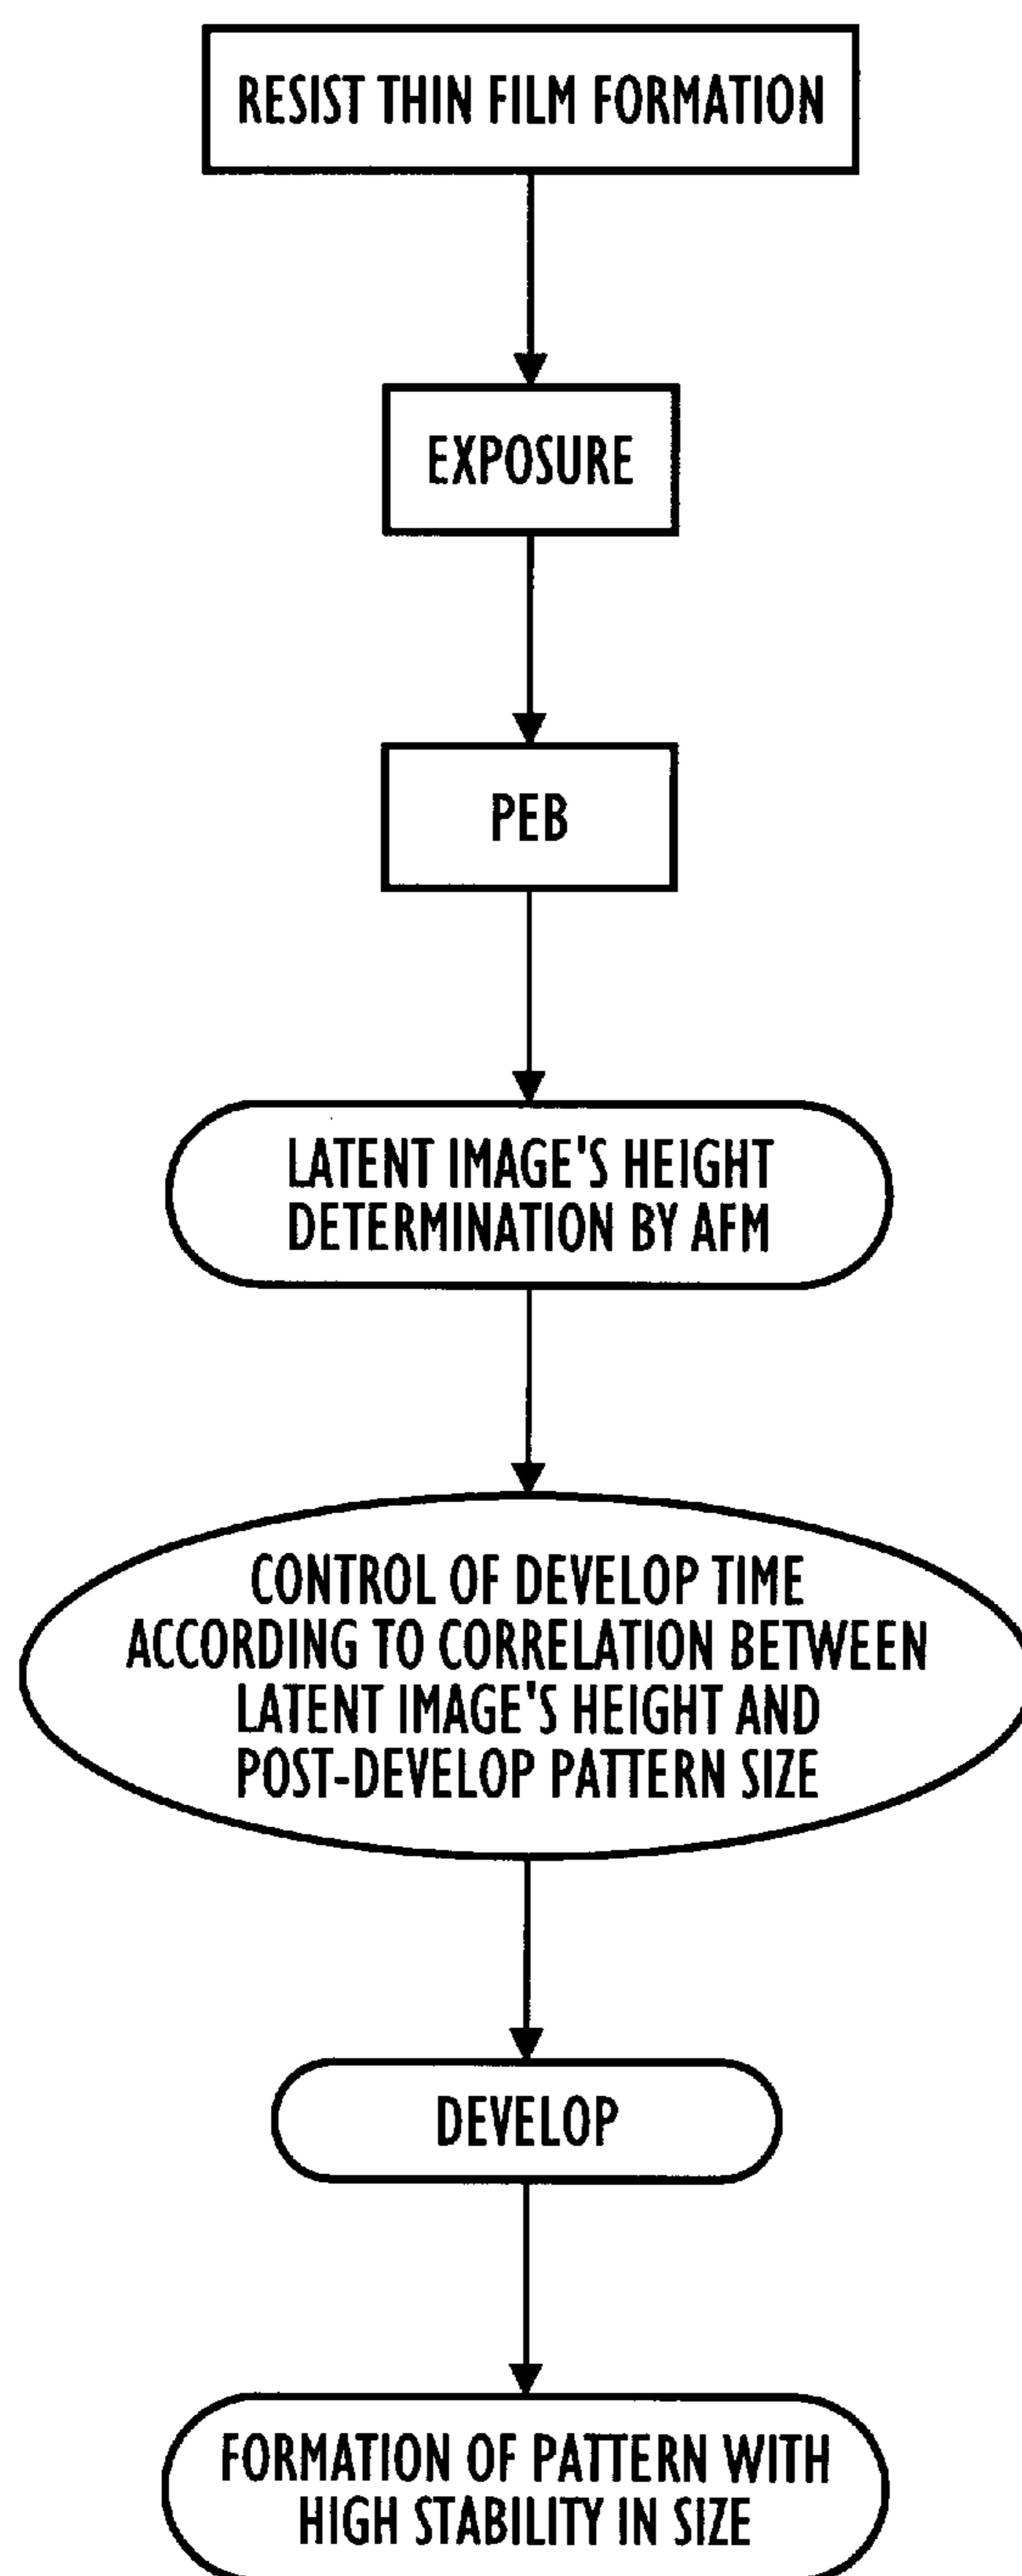 RESIST THIN FILM FORMATION
EXPOSURE
PEB
LATENT IMAGE'S HEIGHT
DETERMINATION BY AFM
CONTROL OF DEVELOP TIME
ACCORDING TO CORRELATION BETWEEN
LATENT IMAGE'S HEIGHT AND
POST-DEVELOP PATTERN SIZE
DEVELOP
FORMATION OF PATTERN WITH
HIGH STABILITY IN SIZE